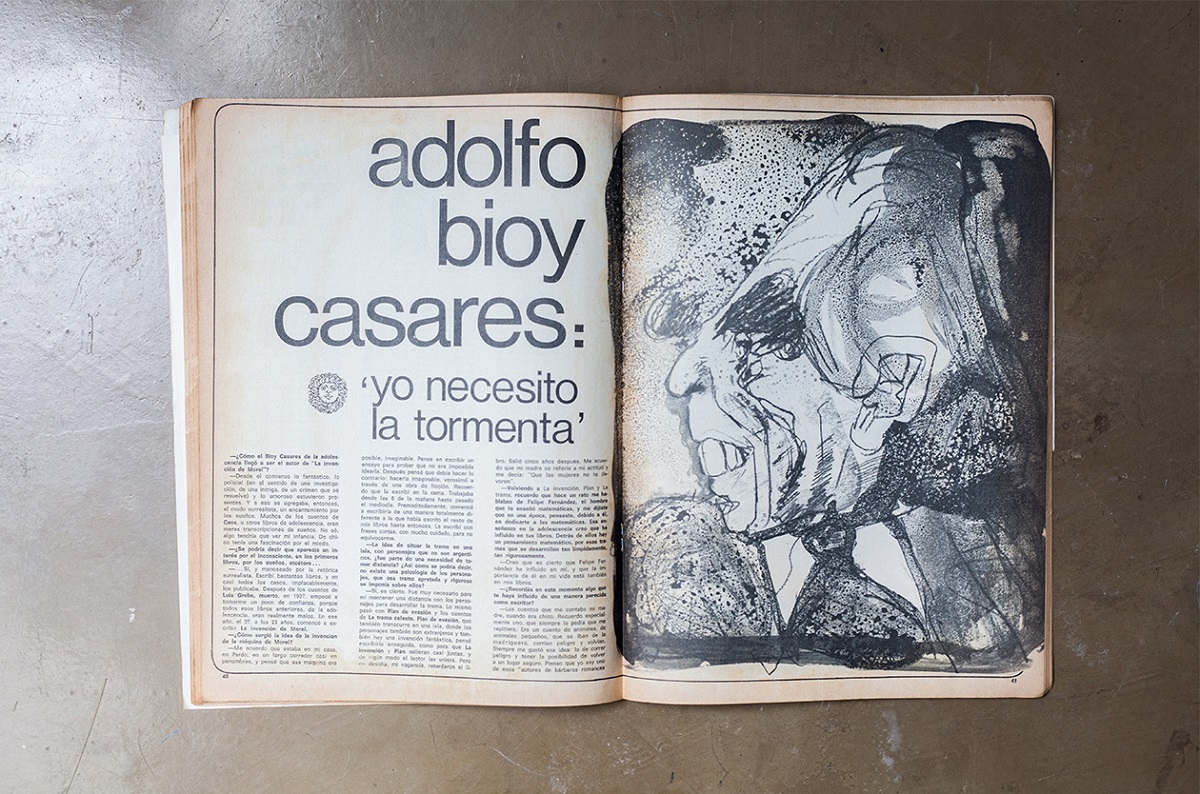 adolfo
bioy
casares:
‘yo necesito
la tormenta’
—¿Cómo el Bioy Casares de la adoles-
cencia llegó a ser el autor de "La inven-
ción de Morel"?
—Desde el comienzo lo fantástico, lo
policial (en el sentido de una investiga-
ción, de una intriga, de un crimen que se
resuelve) y lo amoroso estuvieron pre-
sentes. Y a eso se agregaba, entonces,
el modo surrealista, un encantamiento por
los sueños. Muchos de los cuentos de
Caos, u otros libros de adolescencia, eran
meras transcripciones de sueños. No sé,
algo tendría que ver mi infancia. De chi-
co tenía una fascinación por el miedo.
—¿Se podría decir que aparecía un in-
terés por el inconsciente, en los primeros
libros, por los sueños, etcétera...
—...Sí, y manoseado por la retórica
surrealista. Escribí bastantes libros, y en
casi todos los casos, implacablemente,
los publicaba. Después de los cuentos de
Luis Greba, muerto, en 1937, empecé a
tomarme un poco de confianza, porque
todos esos libros anteriores, de la ado-
lescencia, eran realmente malos. En ese
año, el 37, a los 23 años, comencé a es-
cribir La invención de Morel.
—¿Cómo surgió la idea de la invención
de la máquina de Morel?
—Me acuerdo que estaba en mi casa,
en Pardo, en un largo corredor casi en
penumbras, y pensé que esa máquina era
ponible, imaginable. Pensé en escribir un
ensayo para probar que no era imposible
idearla. Después pensé que debía hacer lo
contrario: hacerla imaginable, verosímil a
través de una obra de ficción. Recuer-
do que la escribí en la cama. Trabajaba
desde las 8 de la mañana hasta pasado
el mediodía. Premeditadamente, comencé
a escribirla de una manera totalmente di-
ferente a la que había escrito el resto de
mis libros hasta entonces. La escribí con
frases cortas, con mucho cuidado, para no
equivocarme.
—La idea de situar la trama en una
isla, con personajes que no son argenti-
nos, ¿fue parte de una necesidad de to-
mar distancia? ¿Así como se podría decir,
no existe una psicología de los persona-
jes, que esa trama apretada y rigurosa
se imponía sobre ellos?
—Sí, es cierto. Fue muy necesario para
mí mantener una distancia con los perso-
najes para desarrollar la trama. Lo mismo
pasó con Plan de evasión y los cuentos
de La trama celeste. Plan de evasión, que
también transcurre en una isla, donde los
personajes también son extranjeros y tam-
bién hay una invención fantástica, pensé
escribirla enseguida, como para que La
invención y Plan salieran casi juntas, y
de algún modo el lector las uniera. Pero
mi desidia, mi vagancia, retardaron el li-
bro. Salió cinco años después. Me acuer-
do que mi madre se refería a mi actitud y
me decía: "Que las mujeres no te de-
voren".
—Volviendo a La invención, Plan y La
trama, recuerdo que hace un rato me ha-
blabas de Felipe Fernández, el hombre
que te enseñó matemáticas, y me dijiste
que en una época, pensaste, debido a él,
en dedicarte a las matemáticas. Esa en-
señanza en la adolescencia creo que ha
influido en tus libros. Detrás de ellos hay
un pensamiento matemático, por esas tra-
mas que se desarrollan tan límpidamente,
tan rigurosamente.
—Creo que es cierto que Felipe Fer-
nández ha influido en mí, y que la im-
portancia de él en mi vida está también
en mis libros.
—¿Recordás en este momento algo que
te haya influido de una manera parecida
como escritor?
—Los cuentos que me contaba mi ma-
dre, cuando era chico. Recuerdo especial-
mente uno, que siempre le pedía que me
repitiera. Era un cuento de animales, de
animales pequeños, que se iban de la
madriguera, corrían peligro y volvían.
Siempre me gustó esa idea: la de correr
peligro y tener la posibilidad de volver
a un lugar seguro. Pienso que yo soy uno
de esos "autores de bárbaros romances
40
41